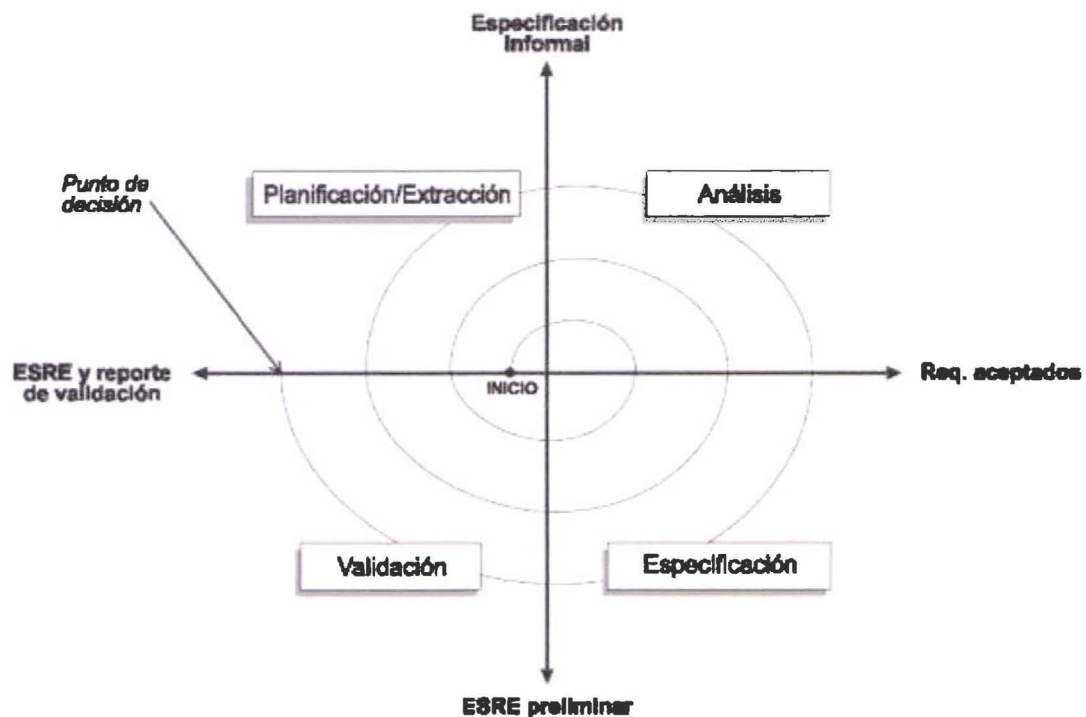 Especificación
Informal
Punto de
decisión
Planificación/Extracción
Análisis
ESRE y reporte
de validación
INICIO
Req. aceptados
Validación
Especificación
ESRE preliminar